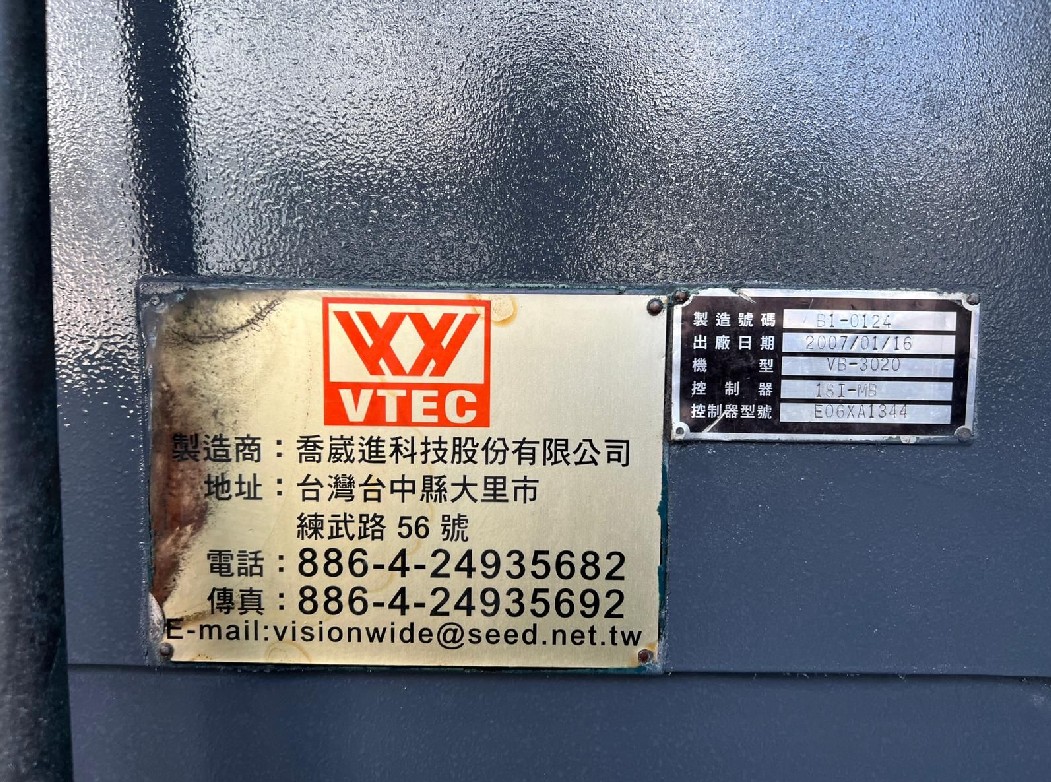 VTEC
製造商：喬崴進科技股份有限公司
地址：台灣台中縣大里市
練武路 56 號
電話：886-4-24935682
傳真：886-4-24935692
E-mail:visionwide@seed.net.tw
製造號碼 B1-0124
出廠日期 2007/01/16
機型 VB-3020
控制器 18I-MB
控制器型號 E06XA1344